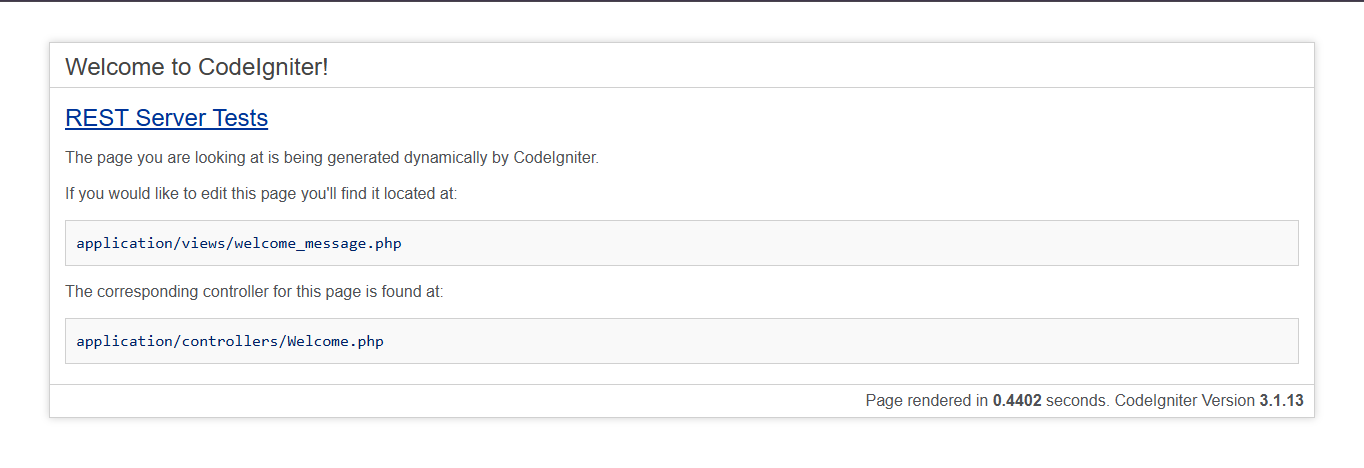 Welcome to CodeIgniter!
REST Server Tests
The page you are looking at is being generated dynamically by CodeIgniter.
If you would like to edit this page you'll find it located at:
application/views/welcome_message.php
The corresponding controller for this page is found at:
application/controllers/Welcome.php
Page rendered in 0.4402 seconds. CodeIgniter Version 3.1.13